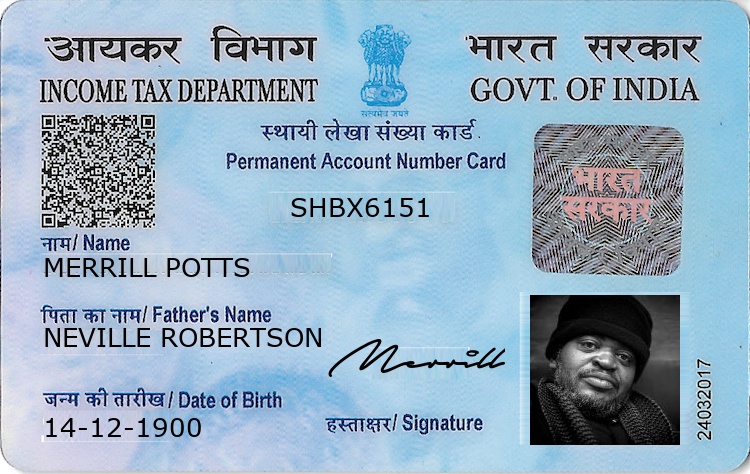 आयकर विभाग
भारत सरकार
INCOME TAX DEPARTMENT
GOVT. OF INDIA
सत्यमेव जयते
स्थायी लेखा संख्या कार्ड
Permanent Account Number Card
SHBX6151
भारत
सरकार
नाम/ Name
MERRILL POTTS
पिता का नाम/ Father's Name
NEVILLE ROBERTSON
Merrill
जन्म की तारीख/ Date of Birth
14-12-1900
हस्ताक्षर/ Signature
24032017